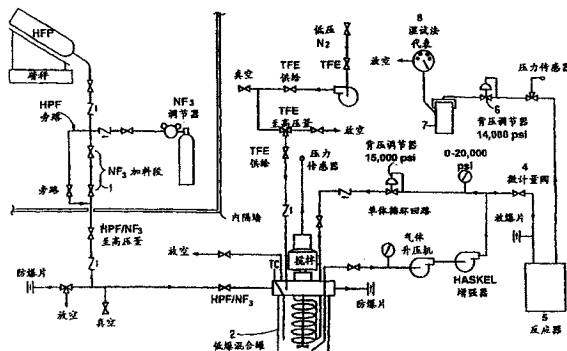 HFP
磅秤
HPF
旁路
NF3
调节器
NF3 加料段
1
旁路
HPF/NF3
至高压釜
内隔墙
防爆片
放空
真空
HPF/NF3
放空
TC
2
低爆混合罐
低压
N2
TFE
TFE
供给
真空
TFE
至高压釜
放空
TFE
供给
压力
传感器
搅拌
防爆片
背压调节器
15,000 psi
单体循环回路
0-20,000
psi
气体
升压机
HASKEL
增强器
8
湿试法
代表
放空
7
6
背压调节器
14,000 psi
压力传感器
4
微计量阀
放爆片
5
反应器